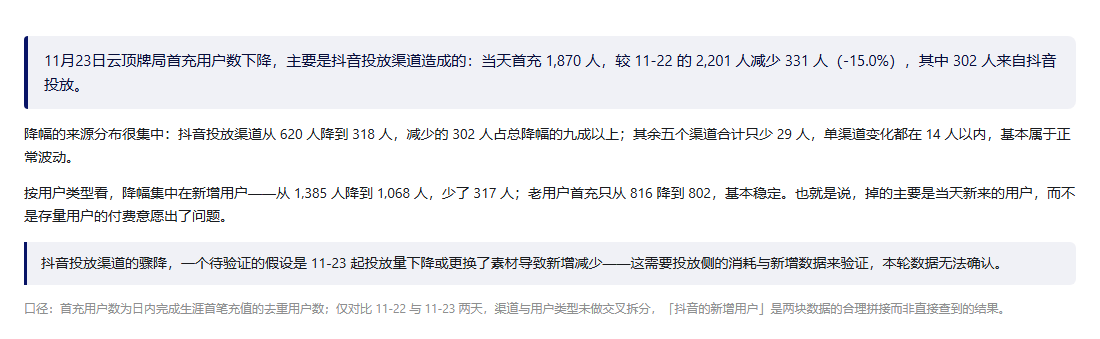 11月23日云顶牌局首充用户数下降，主要是抖音投放渠道造成的：当天首充 1,870 人，较 11-22 的 2,201 人减少 331 人（-15.0%），其中 302 人来自抖音
投放。
降幅的来源分布很集中：抖音投放渠道从 620 人降到 318 人，减少的 302 人占总降幅的九成以上；其余五个渠道合计只少 29 人，单渠道变化都在 14 人以内，基本属于正
常波动。
按用户类型看，降幅集中在新增用户——从 1,385 人降到 1,068 人，少了 317 人；老用户首充只从 816 降到 802，基本稳定。也就是说，掉的主要是当天新来的用户，而不
是存量用户的付费意愿出了问题。
抖音投放渠道的骤降，一个待验证的假设是 11-23 起投放量下降或更换了素材导致新增减少——这需要投放侧的消耗与新增数据来验证，本轮数据无法确认。
口径：首充用户数为日内完成生涯首笔充值的去重用户数；仅对比 11-22 与 11-23 两天，渠道与用户类型未做交叉拆分，「抖音的新增用户」是两块数据的合理拼接而非直接查到的结果。